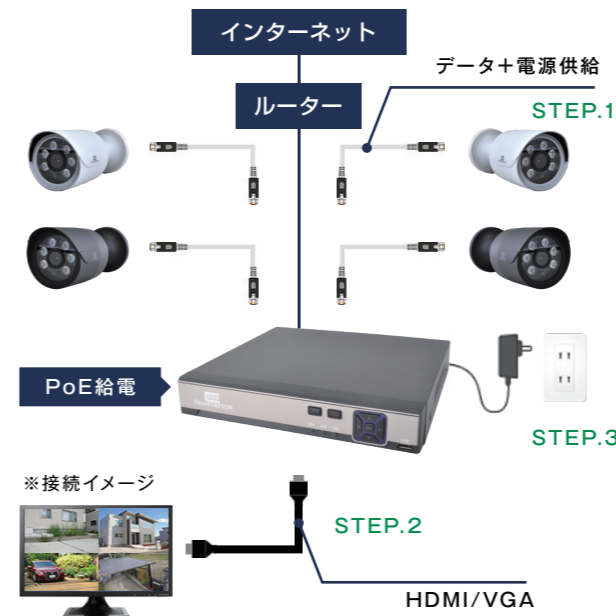 インターネット
データ+電源供給
ルーター
STEP.1
PoE給電
STEP.3
※接続イメージ
STEP.2
HDMI/VGA